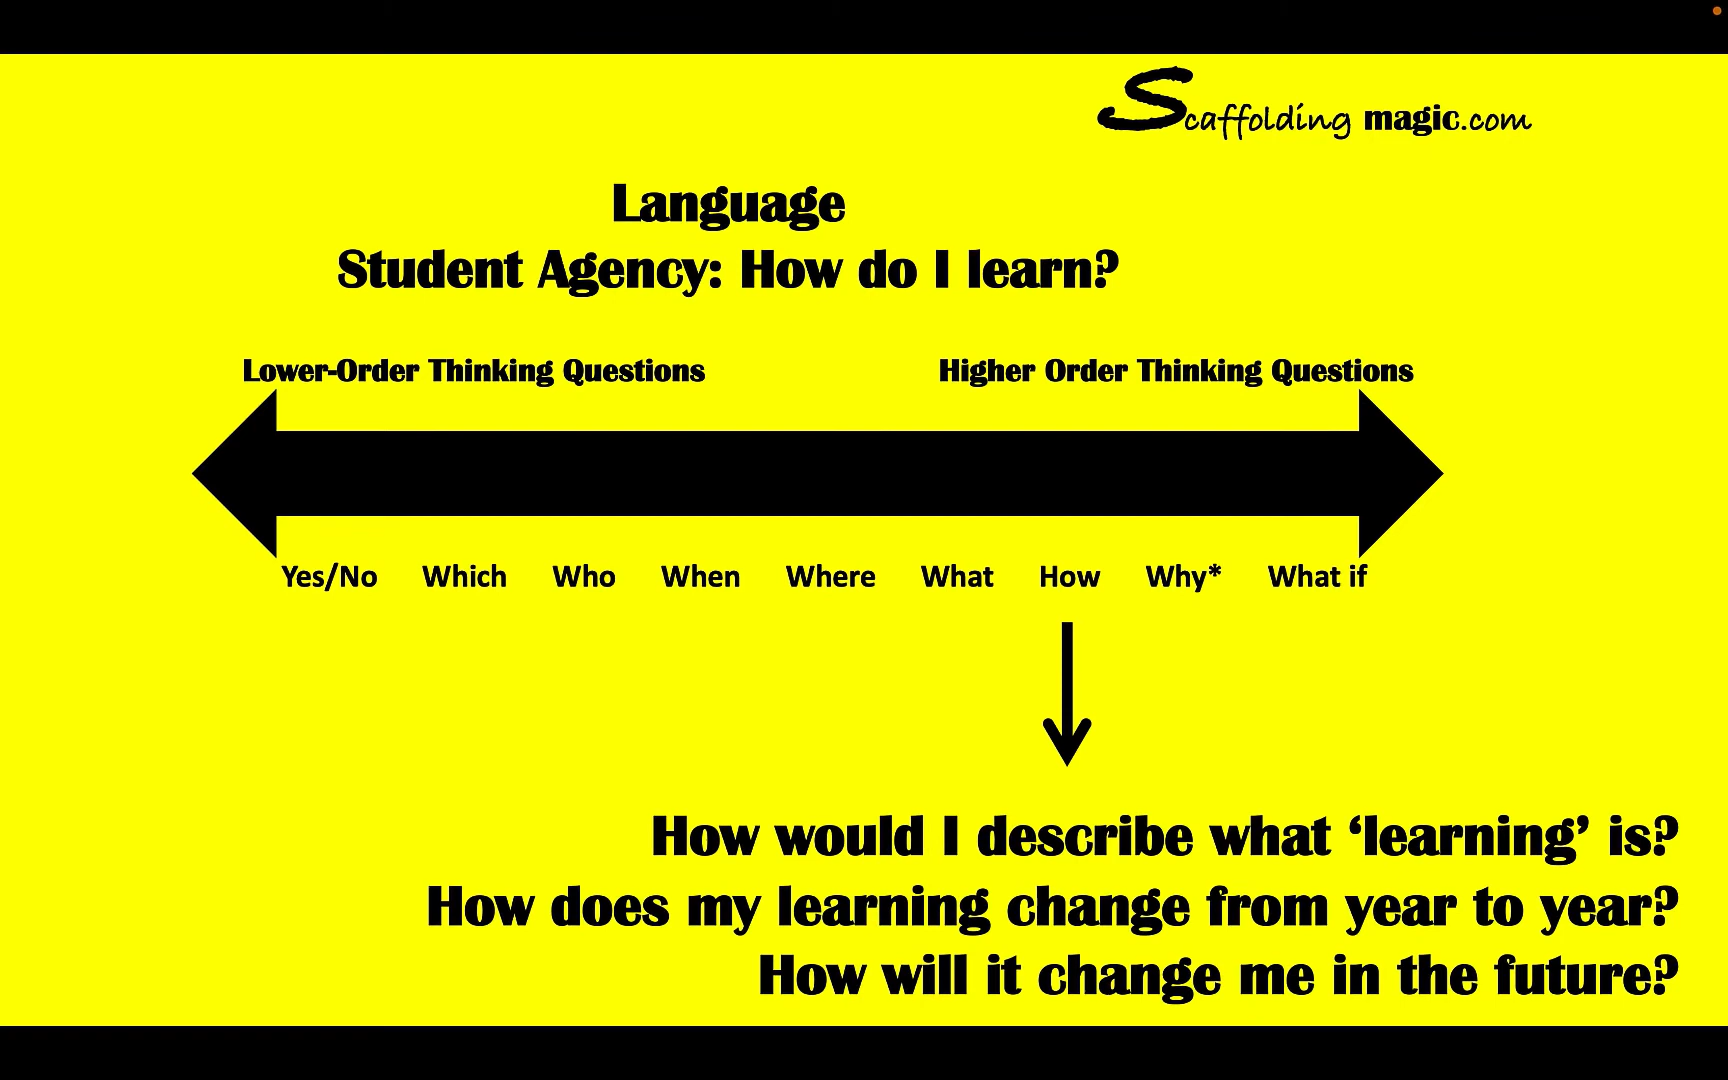 Scaffolding magic.com
Language
Student Agency: How do I learn?
Lower-Order Thinking Questions
Higher Order Thinking Questions
Yes/No Which Who When Where What How Why* What if
How would I describe what ‘learning’ is?
How does my learning change from year to year?
How will it change me in the future?